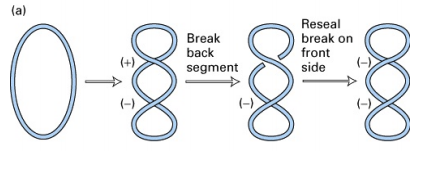 (a)
(+)
(–)
Break
back
segment
(–)
Reseal
break on
front
side
(–)
(–)